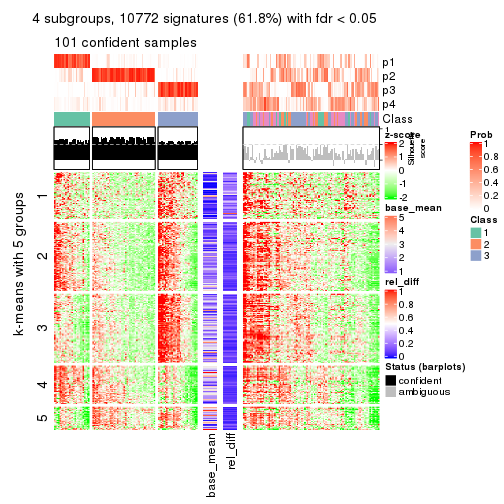 4 subgroups, 10772 signatures (61.8%) with fdr < 0.05
101 confident samples
p1
p2
p3
p4
Class
1
Silhouette
score
k-means with 5 groups
1
2
3
4
5
base_mean
rel_diff
z-score
2
1
0
-1
-2
base_mean
5
4
3
2
1
rel_diff
1
0.8
0.6
0.4
0.2
0
Status (barplots)
confident
ambiguous
Prob
1
0.8
0.6
0.4
0.2
0
Class
1
2
3